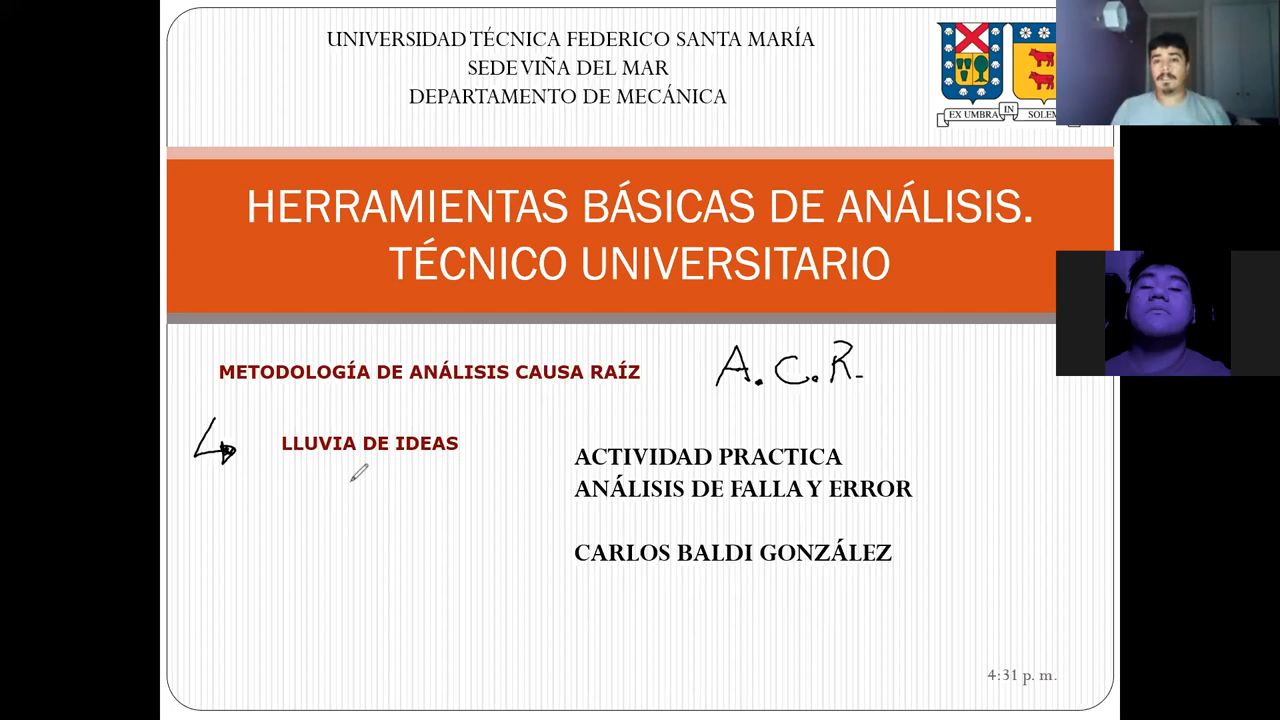 UNIVERSIDAD TÉCNICA FEDERICO SANTA MARÍA
SEDE VIÑA DEL MAR
DEPARTAMENTO DE MECÁNICA
EX UMBRA IN SOLEM
HERRAMIENTAS BÁSICAS DE ANÁLISIS.
TÉCNICO UNIVERSITARIO
METODOLOGÍA DE ANÁLISIS CAUSA RAÍZ
A.C.R.
LLUVIA DE IDEAS
ACTIVIDAD PRACTICA
ANÁLISIS DE FALLA Y ERROR
CARLOS BALDI GONZÁLEZ
4:31 p. m.